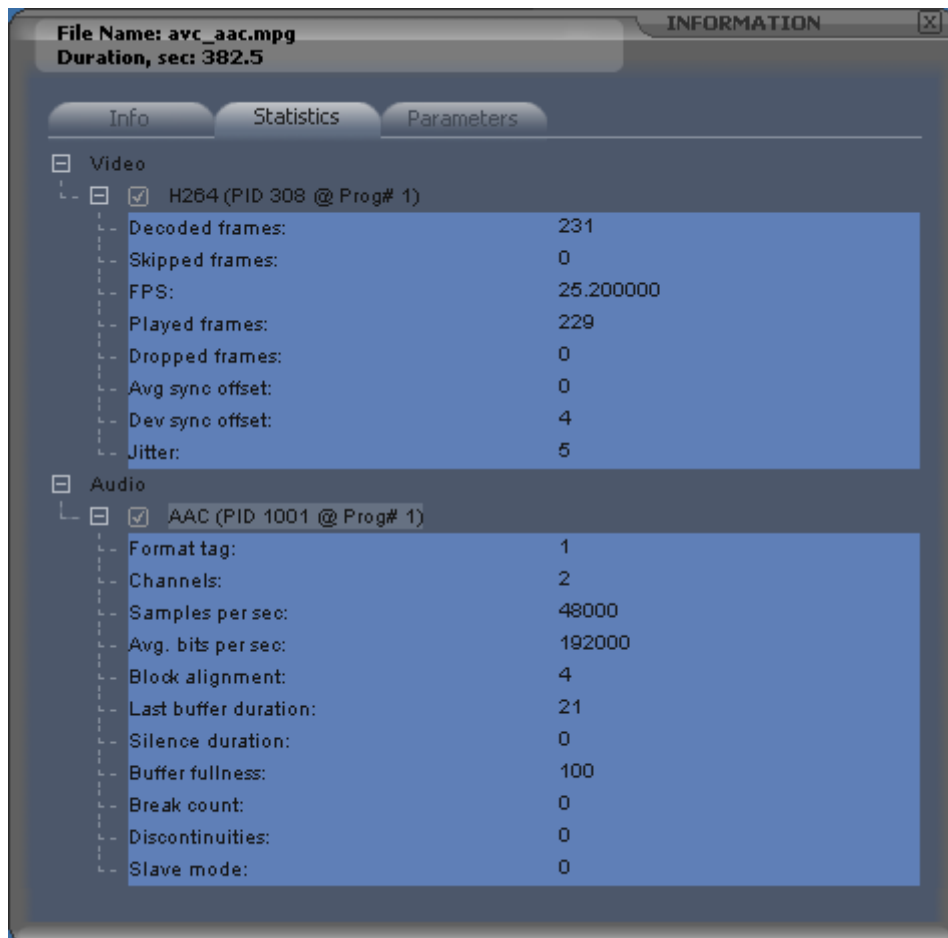 INFORMATION
File Name: avc_aac.mpg
Duration, sec: 382.5
Info Statistics Parameters
Video
H264 (PID 308 @ Prog# 1)
Decoded frames: 231
Skipped frames: 0
FPS: 25.200000
Played frames: 229
Dropped frames: 0
Avg sync offset: 0
Dev sync offset: 4
Jitter: 5
Audio
AAC (PID 1001 @ Prog# 1)
Format tag: 1
Channels: 2
Samples per sec: 48000
Avg. bits per sec: 192000
Block alignment: 4
Last buffer duration: 21
Silence duration: 0
Buffer fullness: 100
Break count: 0
Discontinuities: 0
Slave mode: 0